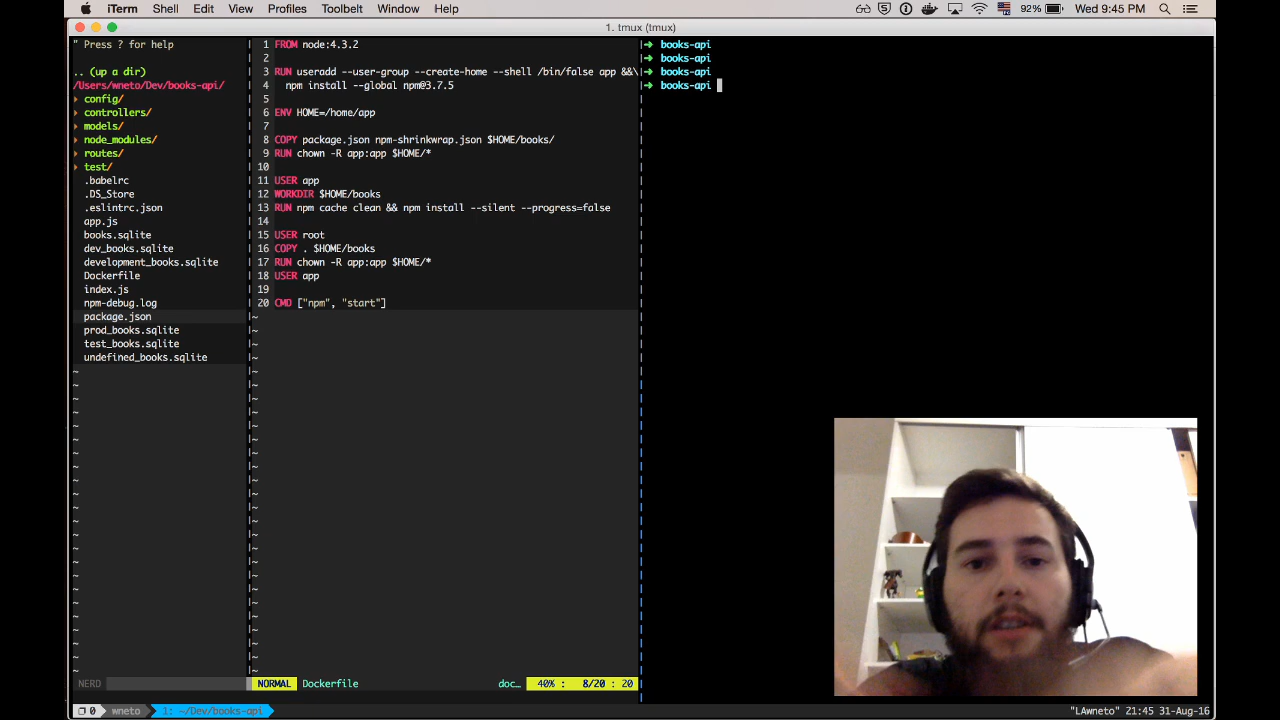 iTerm Shell Edit View Profiles Toolbelt Window Help 92% Wed 9:45 PM
1. tmux (tmux)
" Press ? for help
.. (up a dir)
/Users/wneto/Dev/books-api/
▸ config/
▸ controllers/
▸ models/
▸ node_modules/
▸ routes/
▸ test/
.babelrc
.DS_Store
.eslintrc.json
app.js
books.sqlite
dev_books.sqlite
development_books.sqlite
Dockerfile
index.js
npm-debug.log
package.json
prod_books.sqlite
test_books.sqlite
undefined_books.sqlite
1 FROM node:4.3.2
2
3 RUN useradd --user-group --create-home --shell /bin/false app &&\
4 npm install --global npm@3.7.5
5
6 ENV HOME=/home/app
7
8 COPY package.json npm-shrinkwrap.json $HOME/books/
9 RUN chown -R app:app $HOME/*
10
11 USER app
12 WORKDIR $HOME/books
13 RUN npm cache clean && npm install --silent --progress=false
14
15 USER root
16 COPY . $HOME/books
17 RUN chown -R app:app $HOME/*
18 USER app
19
20 CMD ["npm", "start"]
➜ books-api
➜ books-api
➜ books-api
➜ books-api
NERD NORMAL Dockerfile doc… 40% : 8/20 : 20
0 wneto 1: ~/Dev/books-api "LAwneto" 21:45 31-Aug-16